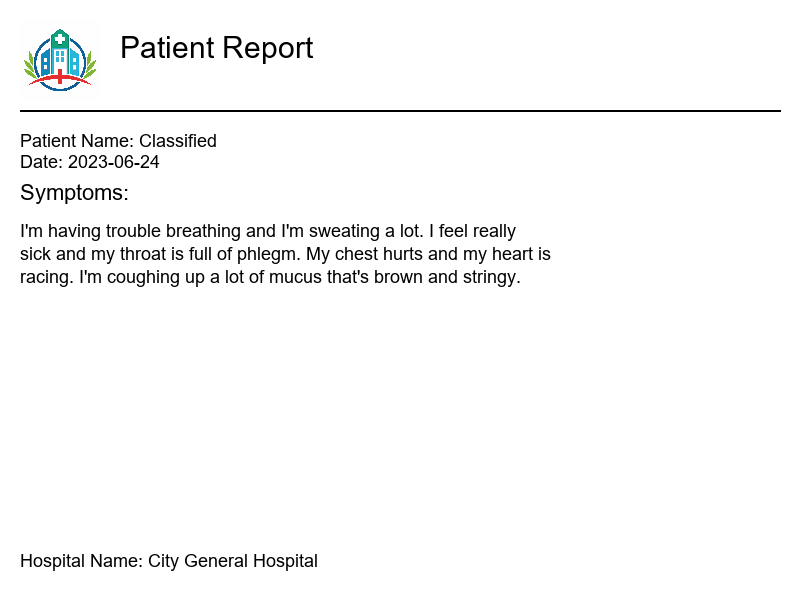 Patient Report
Patient Name: Classified
Date: 2023-06-24
Symptoms:
I'm having trouble breathing and I'm sweating a lot. I feel really
sick and my throat is full of phlegm. My chest hurts and my heart is
racing. I'm coughing up a lot of mucus that's brown and stringy.
Hospital Name: City General Hospital